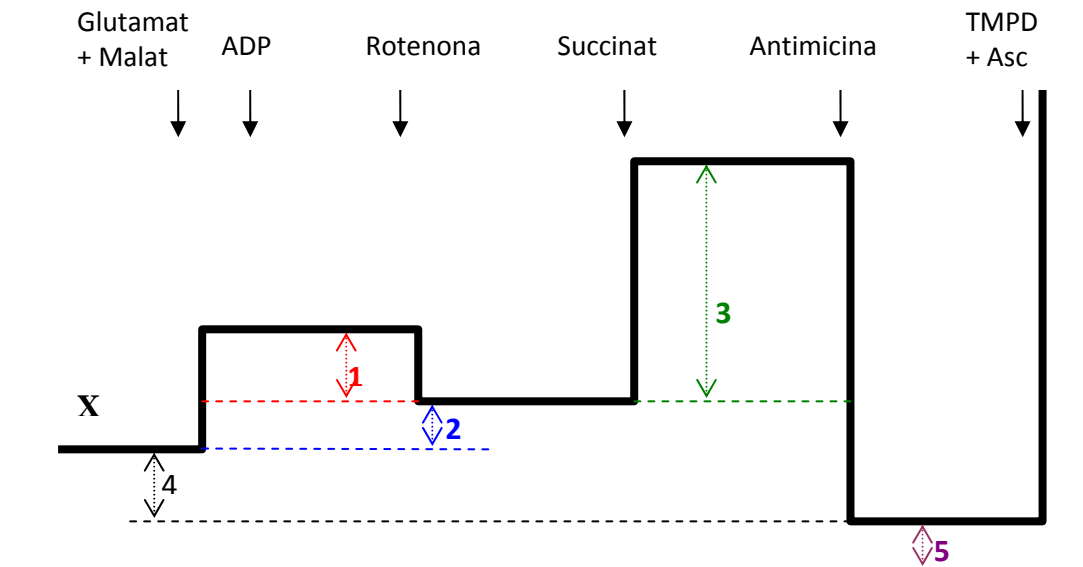 Glutamat
+ Malat
ADP
Rotenona
Succinat
Antimicina
TMPD
+ Asc
3
1
X
2
4
5